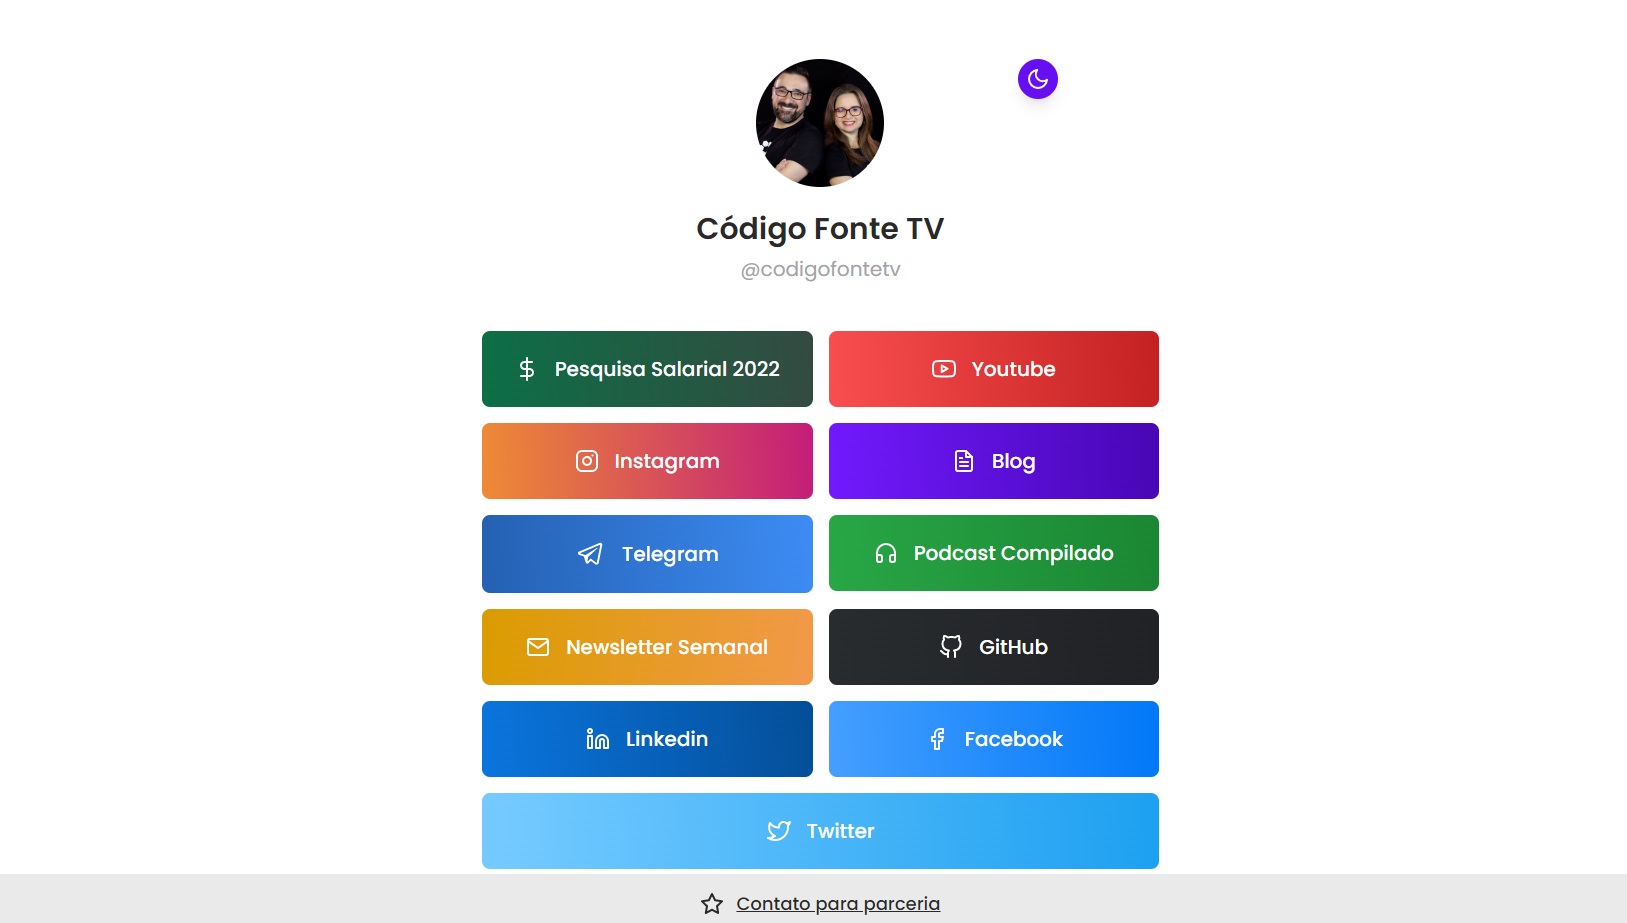 Código Fonte TV
@codigofontetv
Pesquisa Salarial 2022
Youtube
Instagram
Blog
Telegram
Podcast Compilado
Newsletter Semanal
GitHub
Linkedin
Facebook
Twitter
Contato para parceria